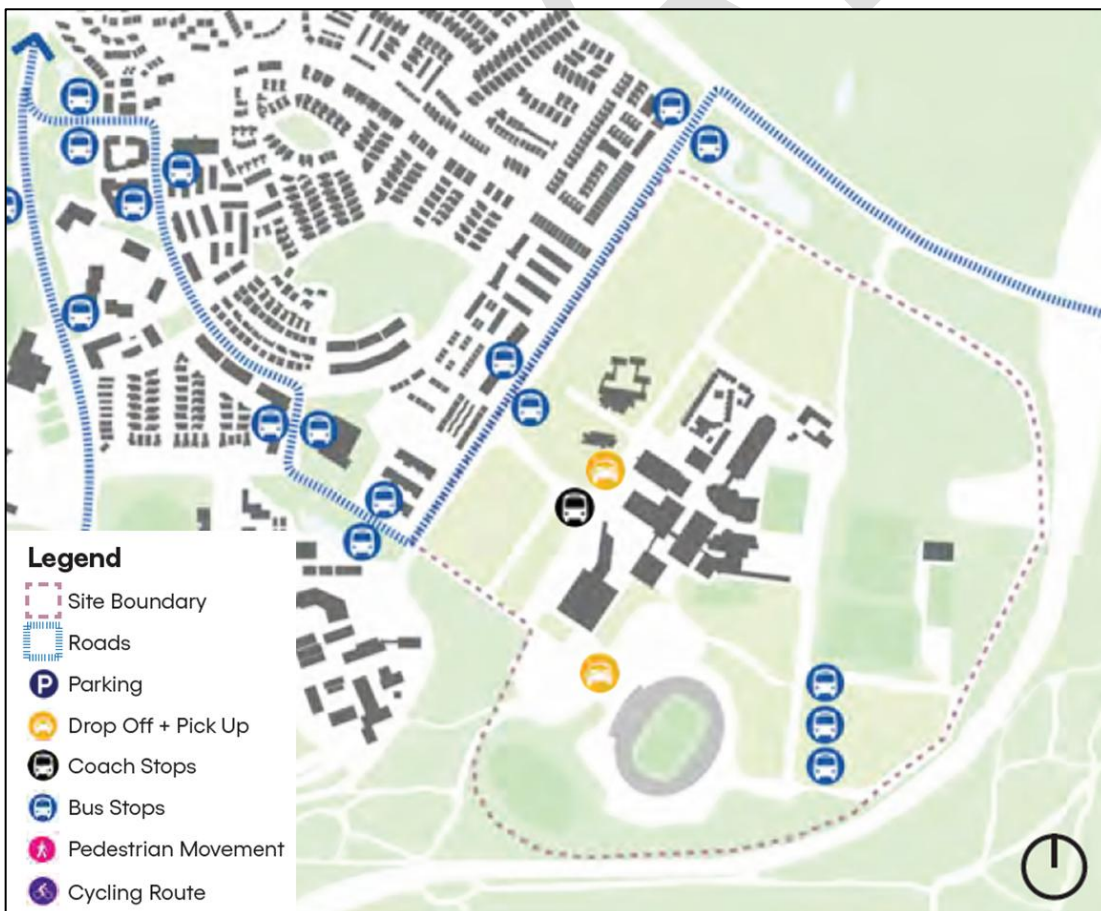 Legend
Site Boundary
Roads
P Parking
Drop Off + Pick Up
Coach Stops
Bus Stops
Pedestrian Movement
Cycling Route